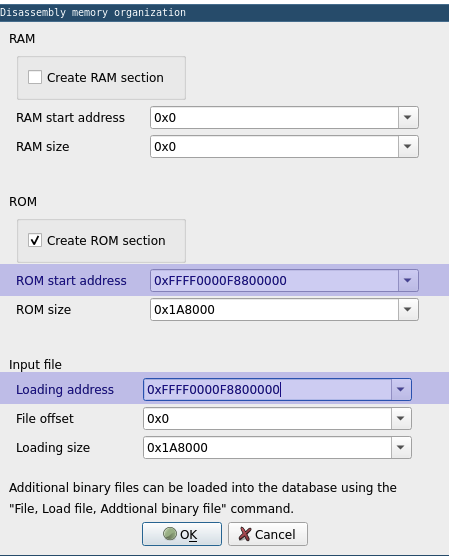 Disassembly memory organization
RAM
Create RAM section
RAM start address 0x0
RAM size 0x0
ROM
Create ROM section
ROM start address 0xFFFF0000F8800000
ROM size 0x1A8000
Input file
Loading address 0xFFFF0000F8800000
File offset 0x0
Loading size 0x1A8000
Additional binary files can be loaded into the database using the
"File, Load file, Addtional binary file" command.
OK Cancel